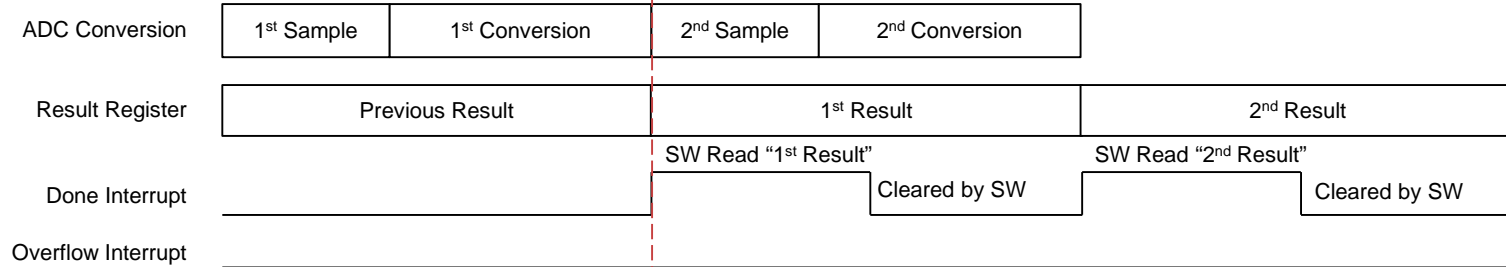 ADC Conversion 1st Sample 1st Conversion 2nd Sample 2nd Conversion
Result Register Previous Result 1st Result 2nd Result
SW Read “1st Result” SW Read “2nd Result”
Done Interrupt Cleared by SW Cleared by SW
Overflow Interrupt